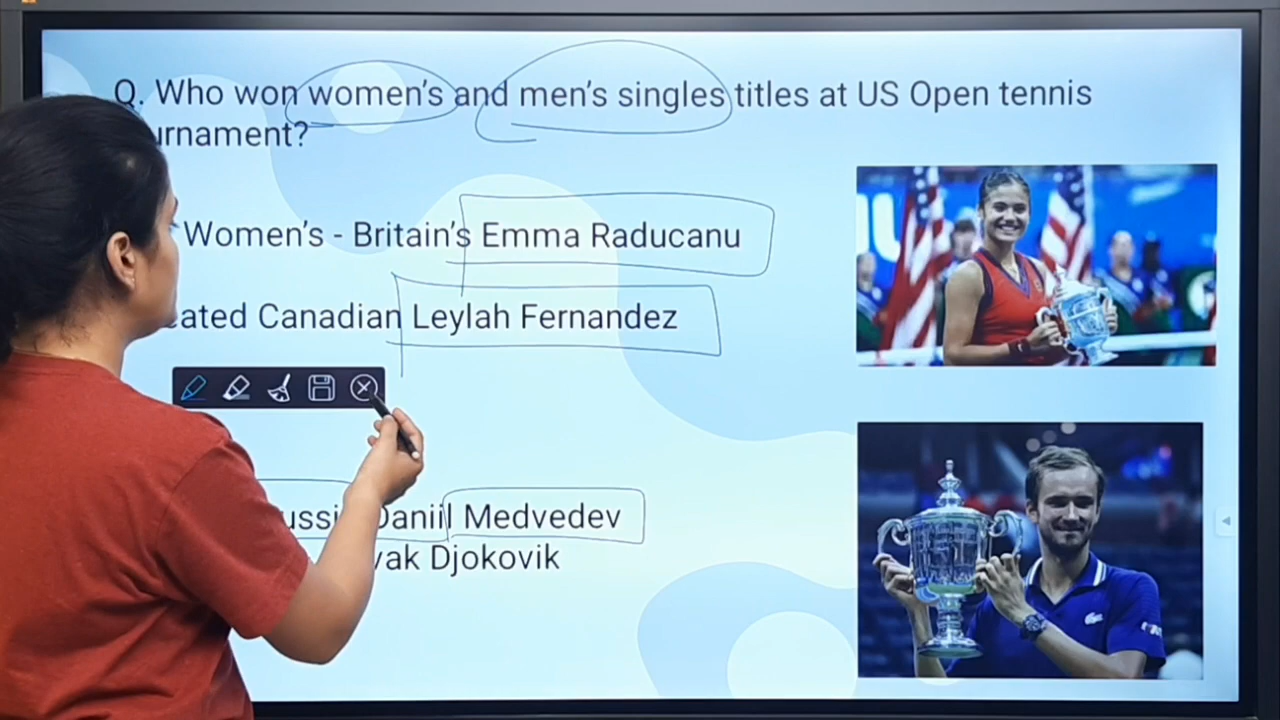 Q. Who won women's and men's singles titles at US Open tennis
urnament?
Women's - Britain's Emma Raducanu
eated Canadian Leylah Fernandez
ussi Daniil Medvedev
vak Djokovik